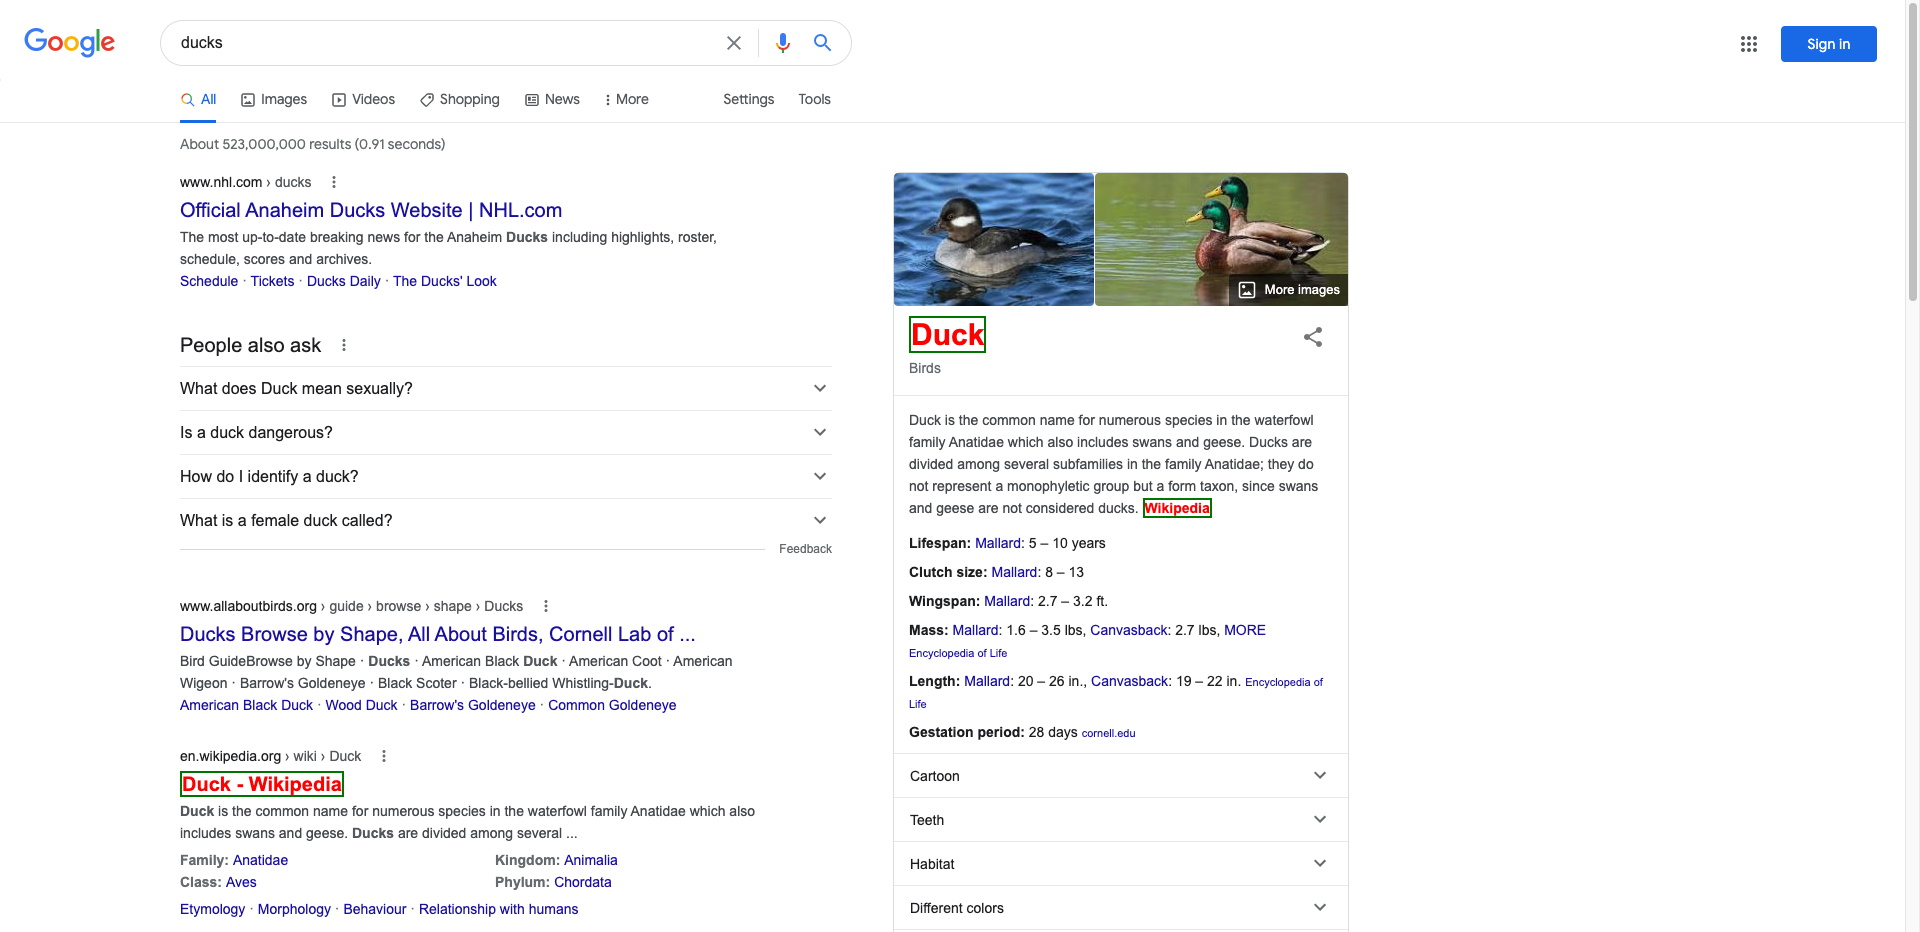 Google
ducks
Sign in
All Images Videos Shopping News More Settings Tools
About 523,000,000 results (0.91 seconds)
www.nhl.com › ducks
Official Anaheim Ducks Website | NHL.com
The most up-to-date breaking news for the Anaheim Ducks including highlights, roster,
schedule, scores and archives.
Schedule · Tickets · Ducks Daily · The Ducks' Look
People also ask
What does Duck mean sexually?
Is a duck dangerous?
How do I identify a duck?
What is a female duck called?
Feedback
www.allaboutbirds.org › guide › browse › shape › Ducks
Ducks Browse by Shape, All About Birds, Cornell Lab of ...
Bird GuideBrowse by Shape · Ducks · American Black Duck · American Coot · American
Wigeon · Barrow's Goldeneye · Black Scoter · Black-bellied Whistling-Duck.
American Black Duck · Wood Duck · Barrow's Goldeneye · Common Goldeneye
en.wikipedia.org › wiki › Duck
Duck - Wikipedia
Duck is the common name for numerous species in the waterfowl family Anatidae which also
includes swans and geese. Ducks are divided among several ...
Family: Anatidae Kingdom: Animalia
Class: Aves Phylum: Chordata
Etymology · Morphology · Behaviour · Relationship with humans
More images
Duck
Birds
Duck is the common name for numerous species in the waterfowl
family Anatidae which also includes swans and geese. Ducks are
divided among several subfamilies in the family Anatidae; they do
not represent a monophyletic group but a form taxon, since swans
and geese are not considered ducks. Wikipedia
Lifespan: Mallard: 5 – 10 years
Clutch size: Mallard: 8 – 13
Wingspan: Mallard: 2.7 – 3.2 ft.
Mass: Mallard: 1.6 – 3.5 lbs, Canvasback: 2.7 lbs, MORE
Encyclopedia of Life
Length: Mallard: 20 – 26 in., Canvasback: 19 – 22 in. Encyclopedia of
Life
Gestation period: 28 days cornell.edu
Cartoon
Teeth
Habitat
Different colors